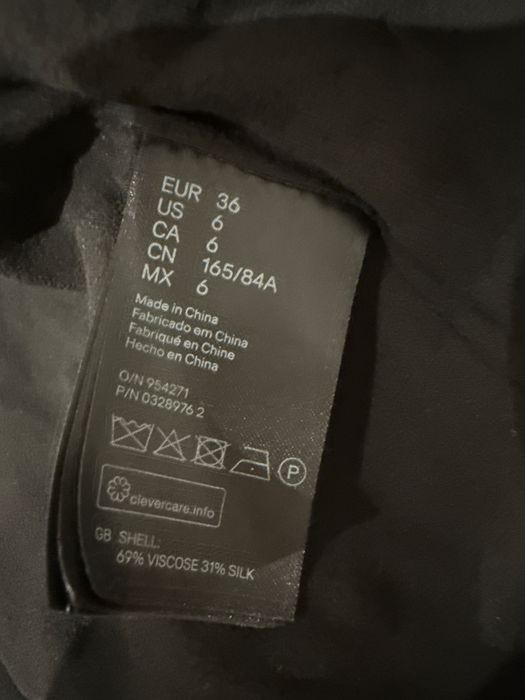 EUR 36
US 6
CA 6
CN 165/84A
MX 6
Made in China
Fabricado em China
Fabriqué en Chine
Hecho en China
O/N 954271
P/N 0328976 2
P
clevercare.info
GB SHELL:
69% VISCOSE 31% SILK